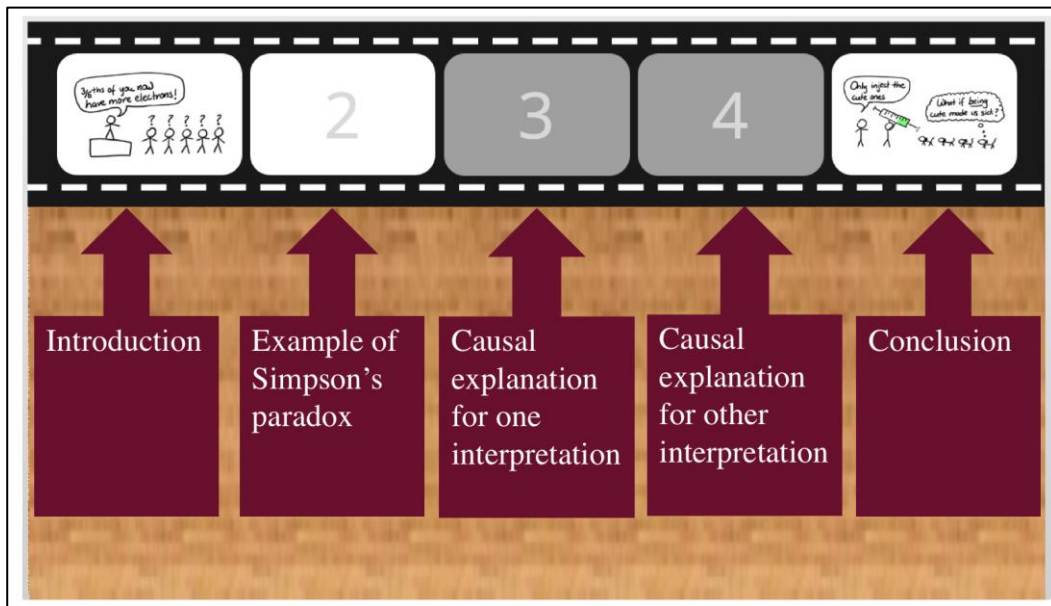 3/5ths of you now
have more electrons!
? ? ? ? ?
2
3
4
Only inject the
cute ones
What if being
cute made us sick?
Introduction
Example of
Simpson's
paradox
Causal
explanation
for one
interpretation
Causal
explanation
for other
interpretation
Conclusion